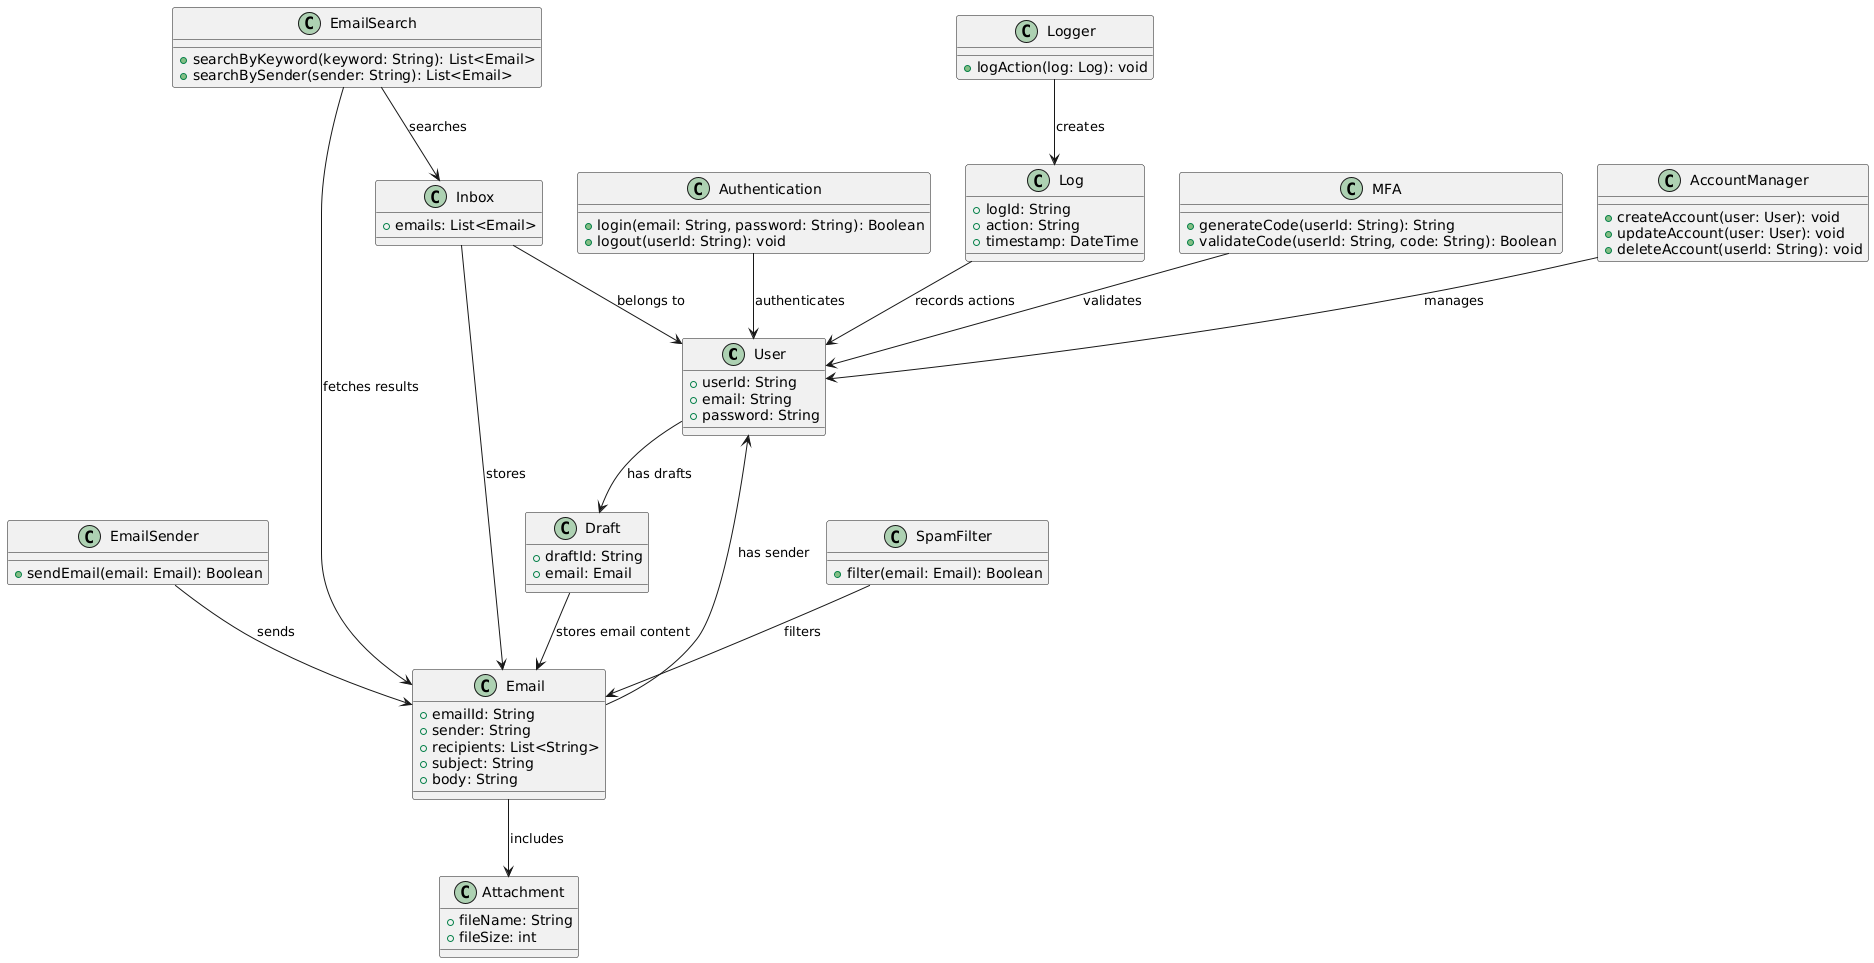 C EmailSearch
searchByKeyword(keyword: String): List<Email>
searchBySender(sender: String): List<Email>
C Logger
logAction(log: Log): void
searches
creates
C Inbox
emails: List<Email>
C Authentication
login(email: String, password: String): Boolean
logout(userId: String): void
C Log
logId: String
action: String
timestamp: DateTime
C MFA
generateCode(userId: String): String
validateCode(userId: String, code: String): Boolean
C AccountManager
createAccount(user: User): void
updateAccount(user: User): void
deleteAccount(userId: String): void
belongs to
authenticates
records actions
validates
manages
fetches results
C User
userId: String
email: String
password: String
stores
has drafts
C EmailSender
sendEmail(email: Email): Boolean
C Draft
draftId: String
email: Email
has sender
C SpamFilter
filter(email: Email): Boolean
sends
stores email content
filters
C Email
emailId: String
sender: String
recipients: List<String>
subject: String
body: String
includes
C Attachment
fileName: String
fileSize: int